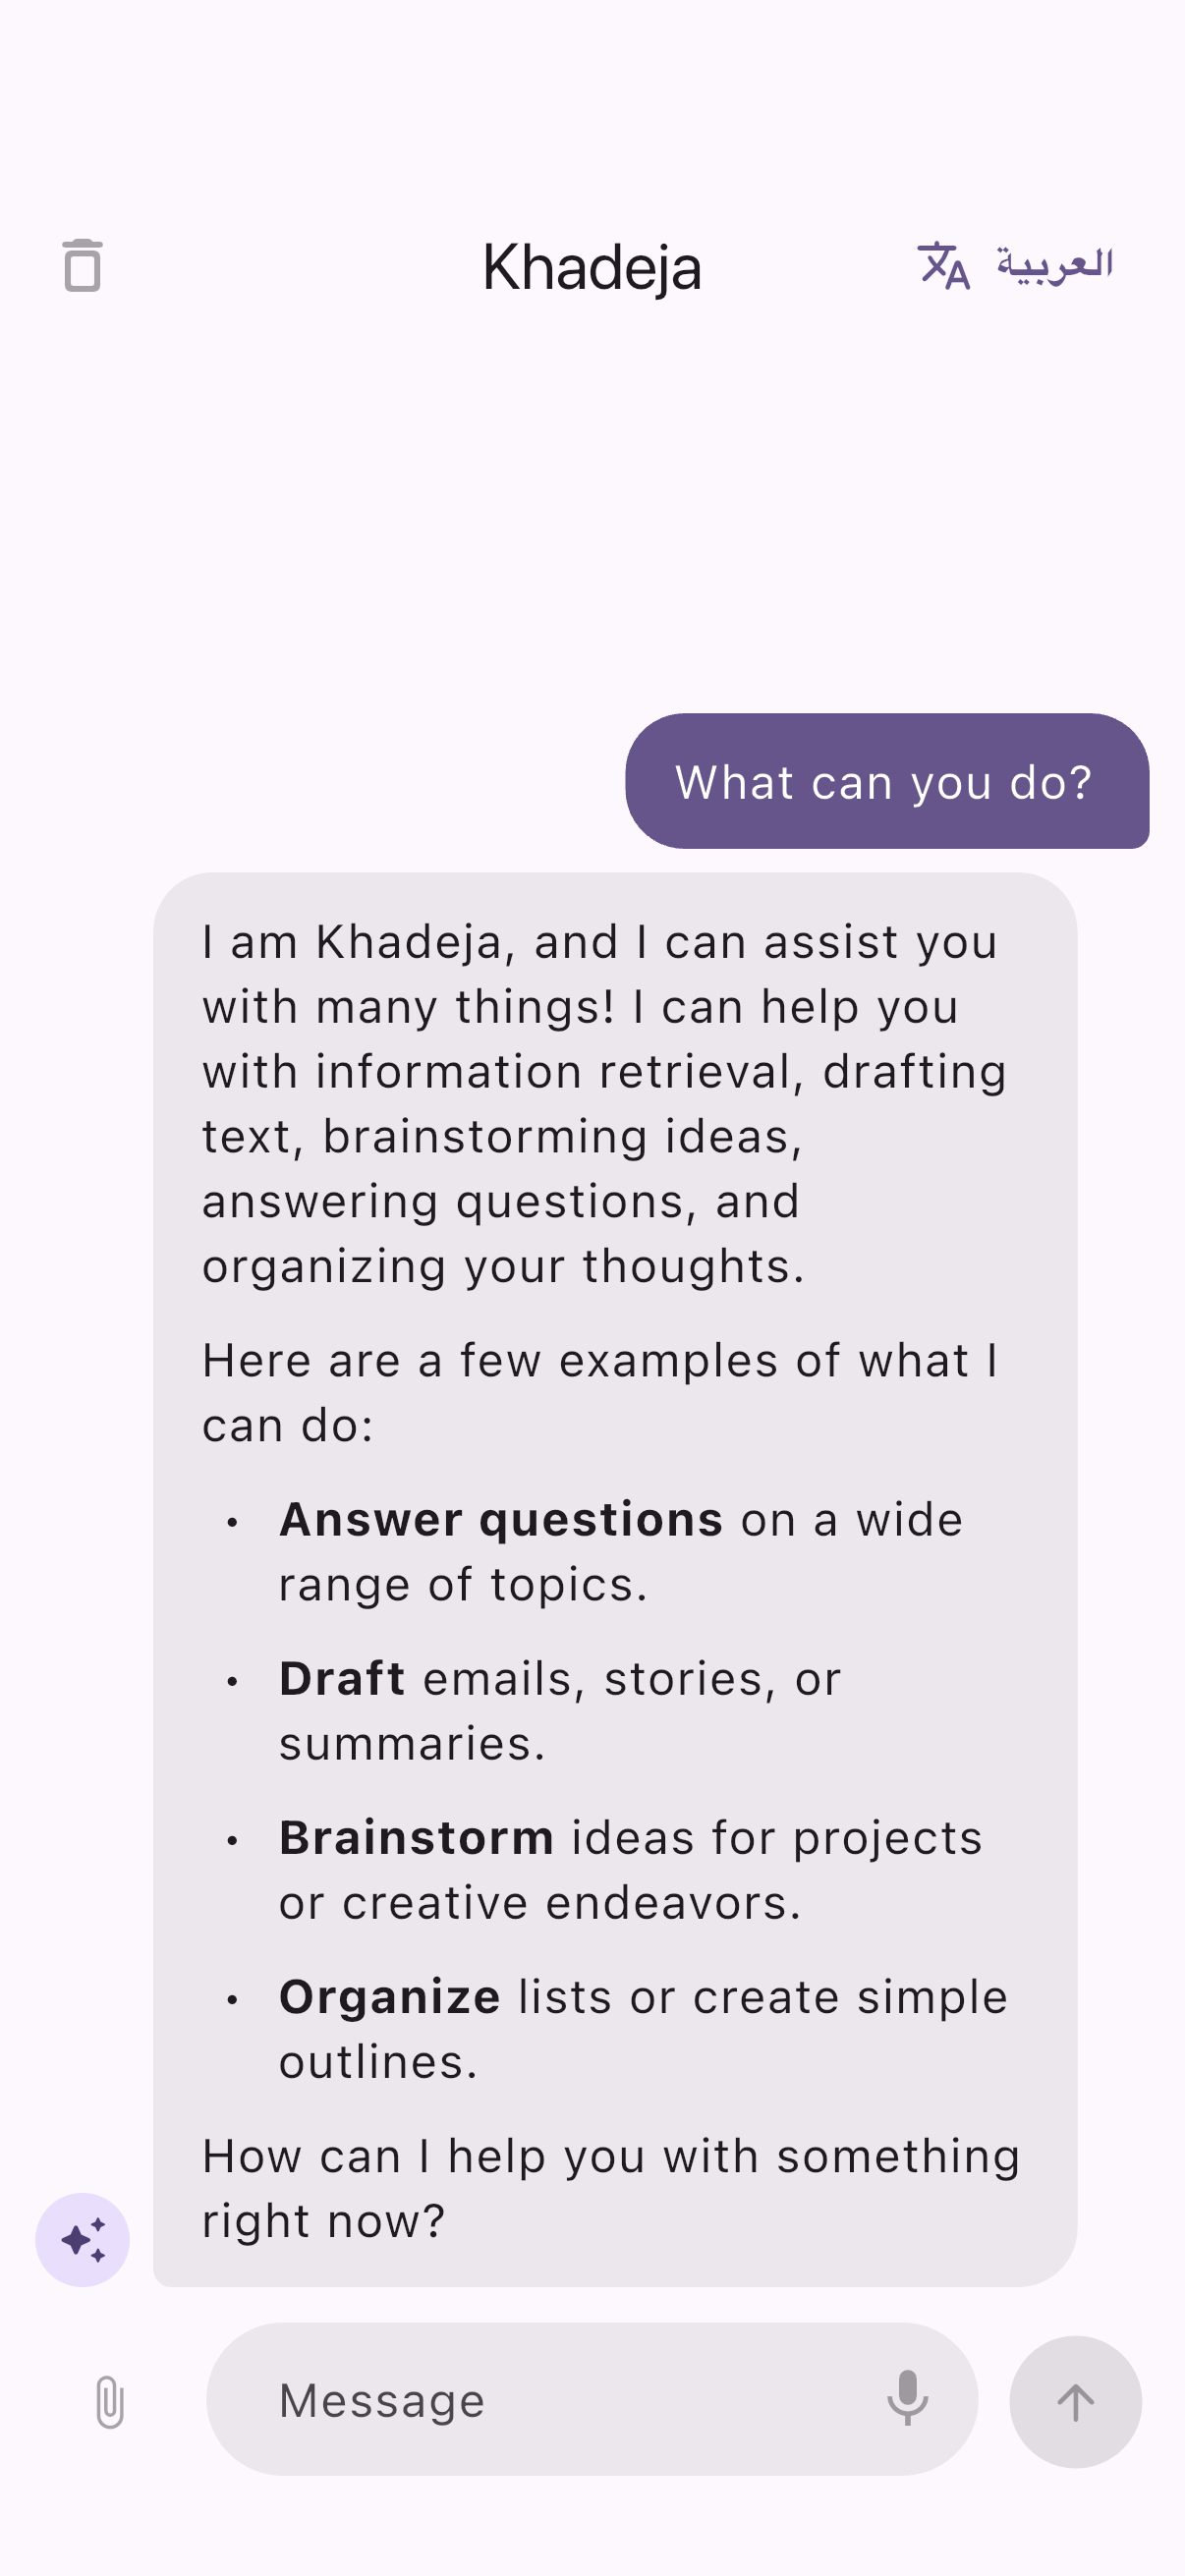 Khadeja
العربية
What can you do?
I am Khadeja, and I can assist you
with many things! I can help you
with information retrieval, drafting
text, brainstorming ideas,
answering questions, and
organizing your thoughts.
Here are a few examples of what I
can do:
• Answer questions on a wide
range of topics.
• Draft emails, stories, or
summaries.
• Brainstorm ideas for projects
or creative endeavors.
• Organize lists or create simple
outlines.
How can I help you with something
right now?
Message